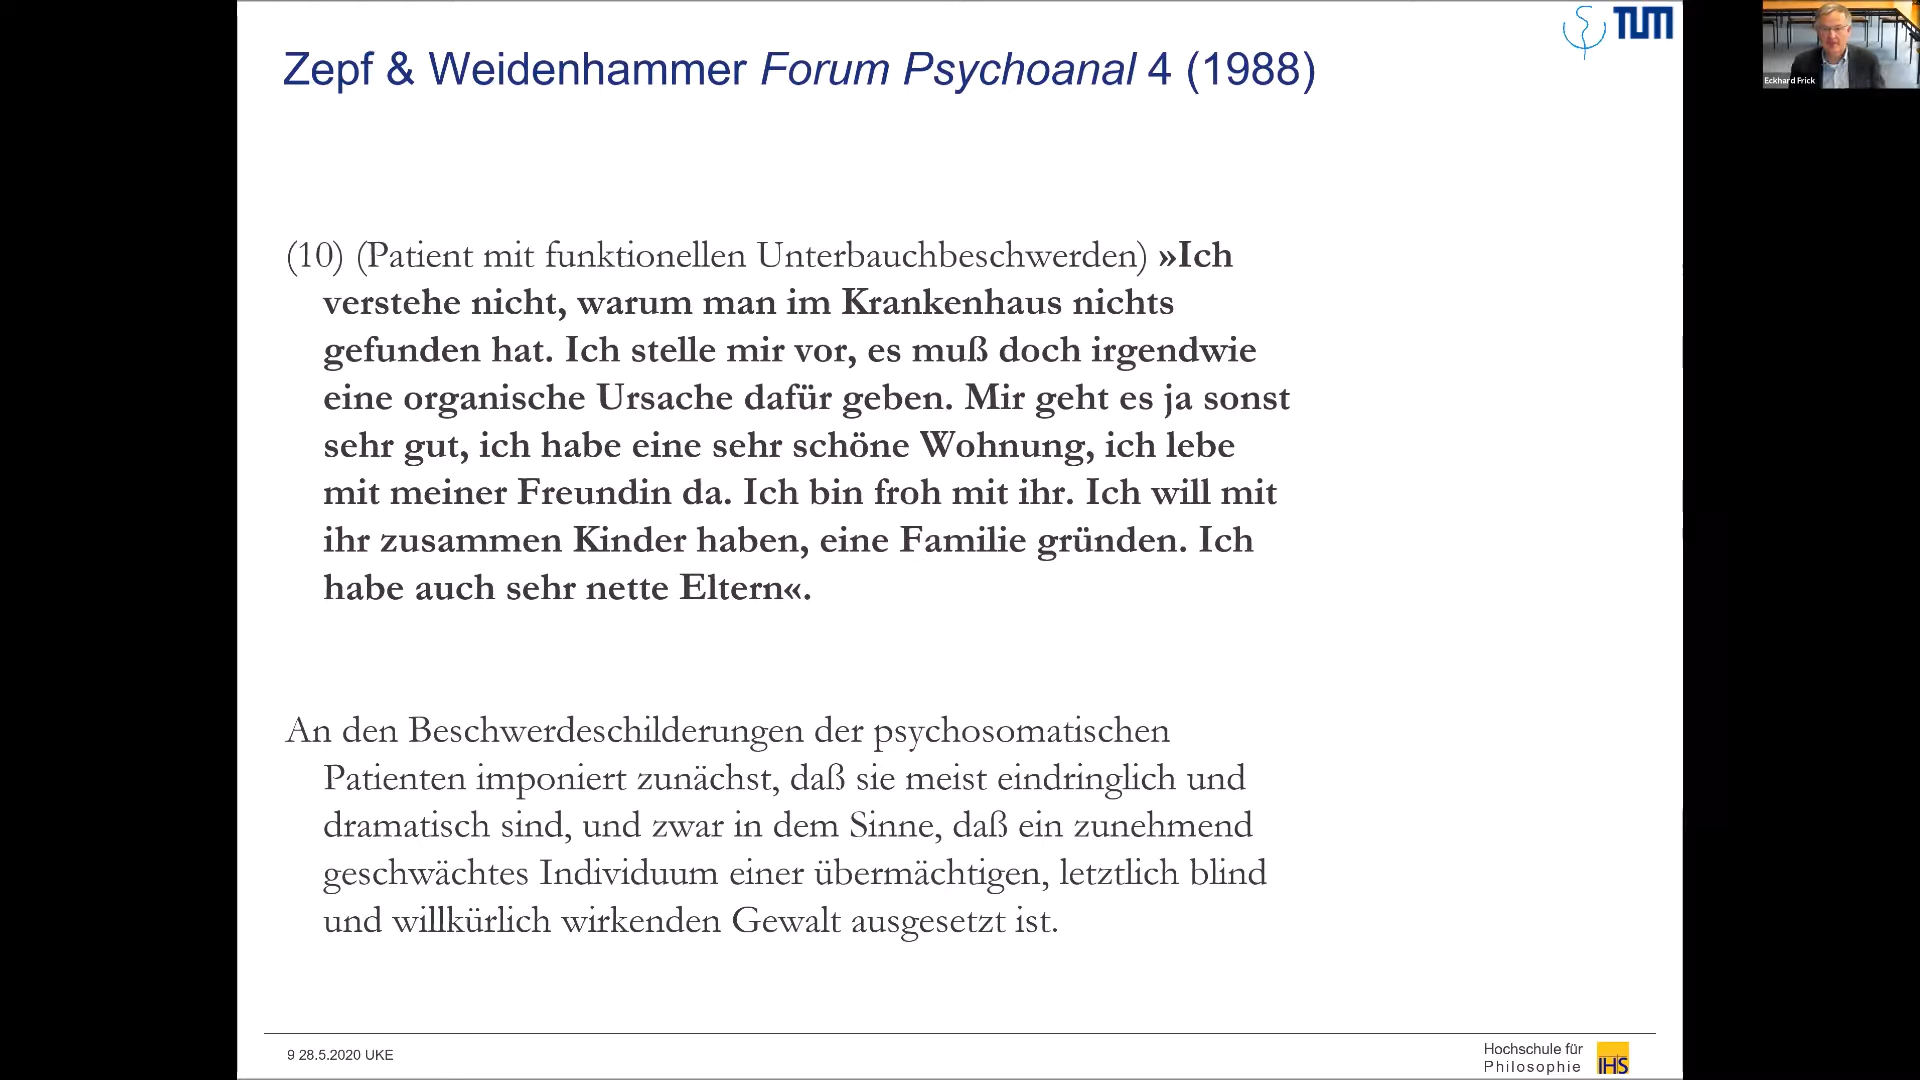 Zepf & Weidenhammer Forum Psychoanal 4 (1988)
TUM
Eckhard Frick
(10) (Patient mit funktionellen Unterbauchbeschwerden) »Ich
verstehe nicht, warum man im Krankenhaus nichts
gefunden hat. Ich stelle mir vor, es muß doch irgendwie
eine organische Ursache dafür geben. Mir geht es ja sonst
sehr gut, ich habe eine sehr schöne Wohnung, ich lebe
mit meiner Freundin da. Ich bin froh mit ihr. Ich will mit
ihr zusammen Kinder haben, eine Familie gründen. Ich
habe auch sehr nette Eltern«.
An den Beschwerdeschilderungen der psychosomatischen
Patienten imponiert zunächst, daß sie meist eindringlich und
dramatisch sind, und zwar in dem Sinne, daß ein zunehmend
geschwächtes Individuum einer übermächtigen, letztlich blind
und willkürlich wirkenden Gewalt ausgesetzt ist.
9 28.5.2020 UKE
Hochschule für
Philosophie
IHS